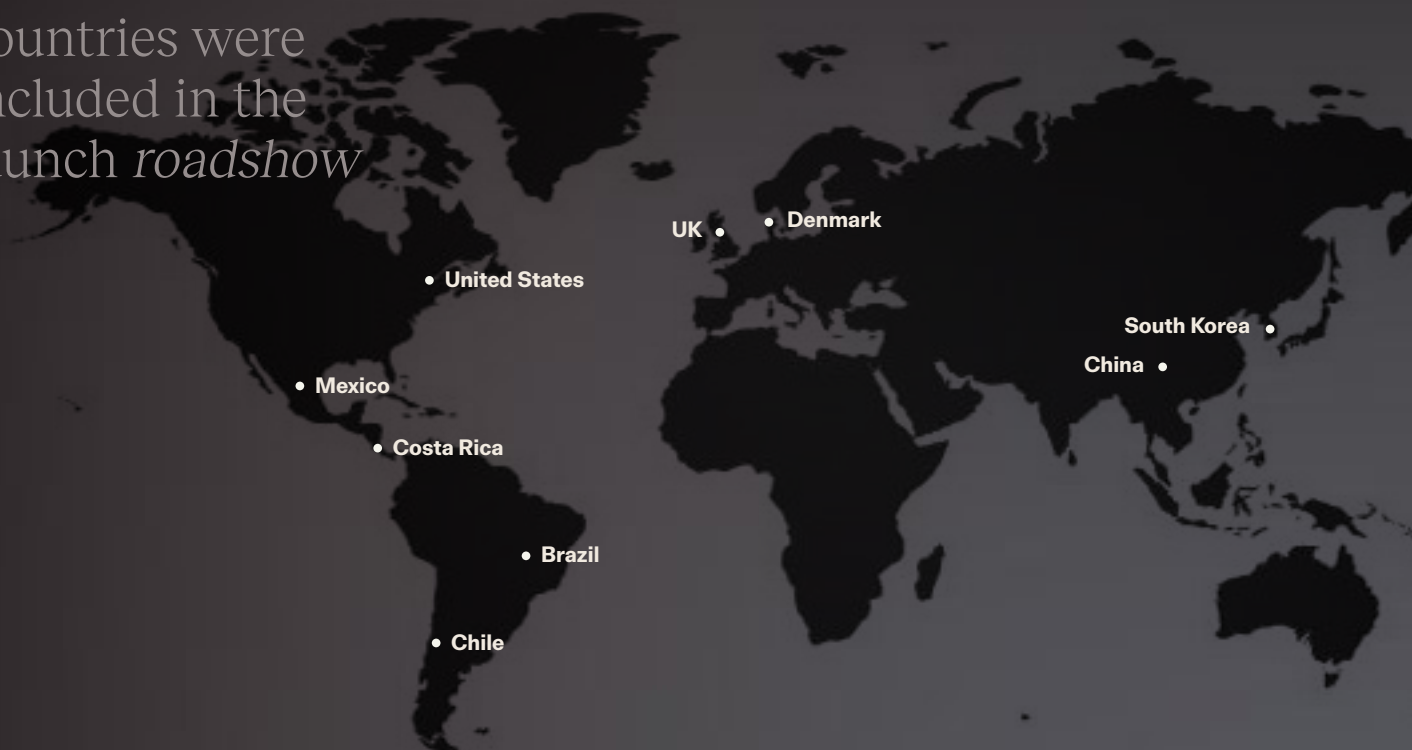 ountries were
ncluded in the
unch roadshow
UK
Denmark
United States
South Korea
China
Mexico
Costa Rica
Brazil
Chile